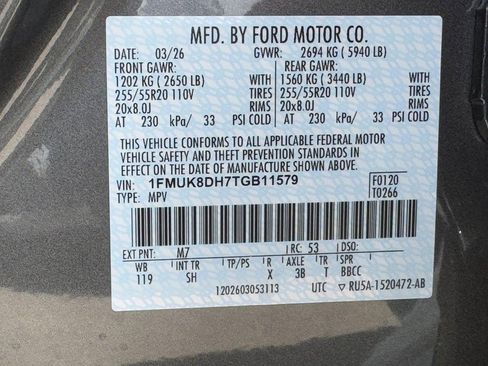 MFD. BY FORD MOTOR CO.
DATE: 03/26 GVWR: 2694 KG ( 5940 LB)
FRONT GAWR: REAR GAWR:
1202 KG ( 2650 LB) 1560 KG ( 3440 LB)
255/55R20 110V TIRES 255/55R20 110V
20x8.0J RIMS 20x8.0J
AT 230 kPa/ 33 PSI COLD AT 230 kPa/ 33 PSI COLD
THIS VEHICLE CONFORMS TO ALL APPLICABLE FEDERAL MOTOR
VEHICLE SAFETY AND THEFT PREVENTION STANDARDS IN
EFFECT ON THE DATE OF MANUFACTURE SHOWN ABOVE.
VIN: 1FMUK8DH7TGB11579 F0120
TYPE: MPV T0266
EXT PNT: M7 RC: 53 DSO:
WB INT TR TP/PS R AXLE TR SPR
119 SH X 3B T BBCC
1202603053113 UTC RU5A-1520472-AB